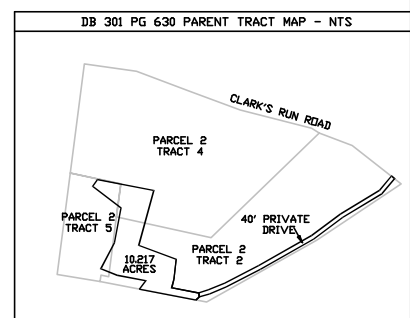 DB 301 PG 630 PARENT TRACT MAP - NTS
CLARK'S RUN ROAD
PARCEL 2
TRACT 4
PARCEL 2
TRACT 5
40' PRIVATE
DRIVE
PARCEL 2
TRACT 2
10.217
ACRES